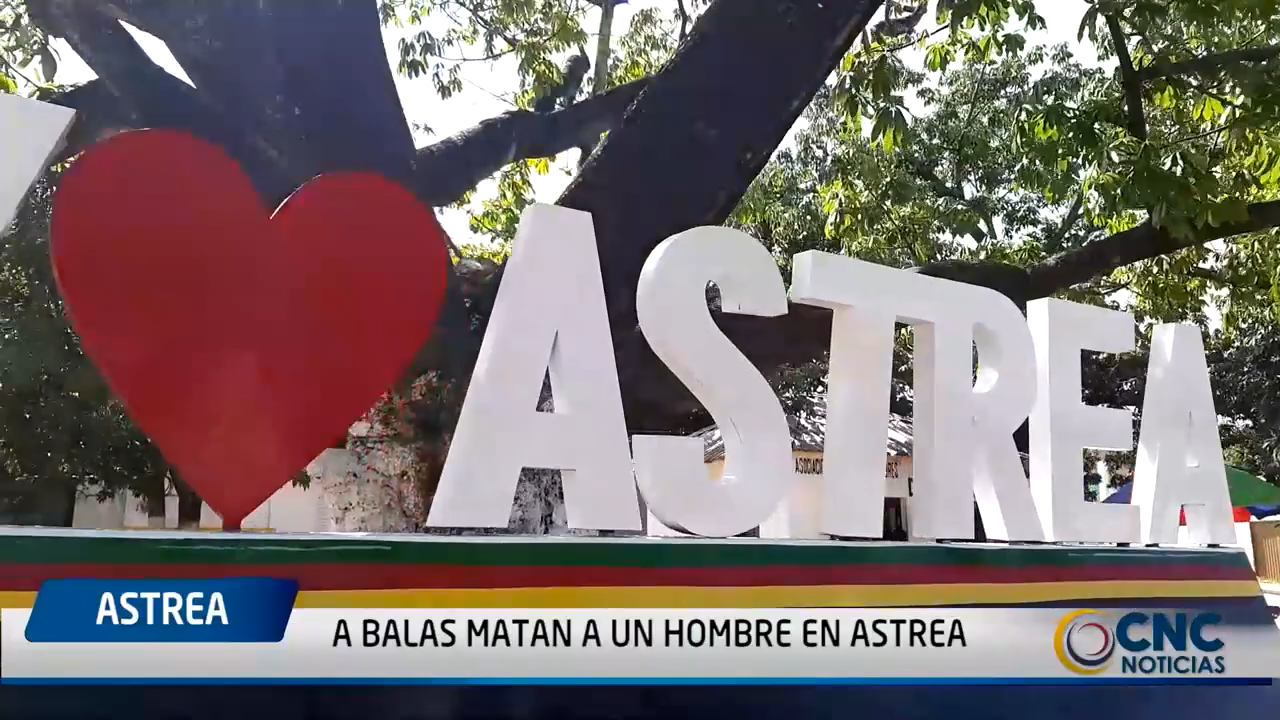 ASTREA
ASTREA
A BALAS MATAN A UN HOMBRE EN ASTREA
CNC
NOTICIAS